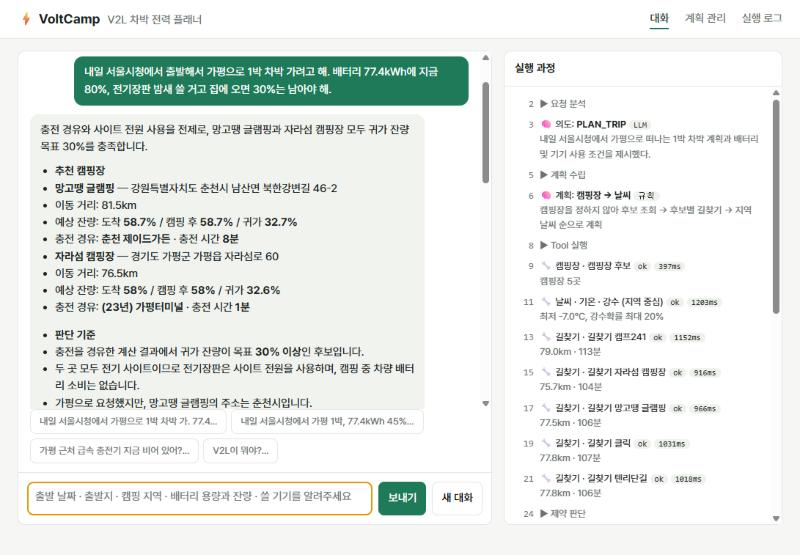 VoltCamp V2L 차박 전력 플래너
대화 계획 관리 실행 로그
내일 서울시청에서 출발해서 가평으로 1박 차박 가려고 해. 배터리 77.4kWh에 지금
80%, 전기장판 밤새 쓸 거고 집에 오면 30%는 남아야 해.
충전 경유와 사이트 전원 사용을 전제로, 망고땡 글램핑과 자라섬 캠핑장 모두 귀가 잔량
목표 30%를 충족합니다.
• 추천 캠핑장
• 망고땡 글램핑 — 강원특별자치도 춘천시 남산면 북한강변길 46-2
• 이동 거리: 81.5km
• 예상 잔량: 도착 58.7% / 캠핑 후 58.7% / 귀가 32.7%
• 충전 경유: 춘천 제이드가든 · 충전 시간 8분
• 자라섬 캠핑장 — 경기도 가평군 가평읍 자라섬로 60
• 이동 거리: 76.5km
• 예상 잔량: 도착 58% / 캠핑 후 58% / 귀가 32.6%
• 충전 경유: (23년) 가평터미널 · 충전 시간 1분
• 판단 기준
• 충전을 경유한 계산 결과에서 귀가 잔량이 목표 30% 이상인 후보입니다.
• 두 곳 모두 전기 사이트이므로 전기장판은 사이트 전원을 사용하며, 캠핑 중 차량 배터
리 소비는 없습니다.
• 가평으로 요청했지만, 망고땡 글램핑의 주소는 춘천시입니다.
내일 서울시청에서 가평으로 1박 차박 가. 77.4...
내일 서울시청에서 가평 1박, 77.4kWh 45%...
가평 근처 급속 충전기 지금 비어 있어?...
V2L이 뭐야?...
출발 날짜 · 출발지 · 캠핑 지역 · 배터리 용량과 잔량 · 쓸 기기를 알려주세요
보내기
새 대화
실행 과정
2 ▶ 요청 분석
3 의도: PLAN_TRIP LLM
내일 서울시청에서 가평으로 떠나는 1박 차박 계획과 배터리
및 기기 사용 조건을 제시했다.
5 ▶ 계획 수립
6 계획: 캠핑장 → 날씨 규칙
캠핑장을 정하지 않아 후보 조회 → 후보별 길찾기 → 지역
날씨 순으로 계획
8 ▶ Tool 실행
9 캠핑장 · 캠핑장 후보 ok 397ms
캠핑장 5곳
11 날씨 · 기온 · 강수 (지역 중심) ok 1203ms
최저 -7.0°C, 강수확률 최대 20%
13 길찾기 · 길찾기 캠프241 ok 1152ms
79.0km · 113분
15 길찾기 · 길찾기 자라섬 캠핑장 ok 916ms
75.7km · 104분
17 길찾기 · 길찾기 망고땡 글램핑 ok 966ms
77.5km · 106분
19 길찾기 · 길찾기 클릭 ok 1031ms
77.8km · 107분
21 길찾기 · 길찾기 텐리단길 ok 1018ms
77.8km · 106분
24 ▶ 제약 판단